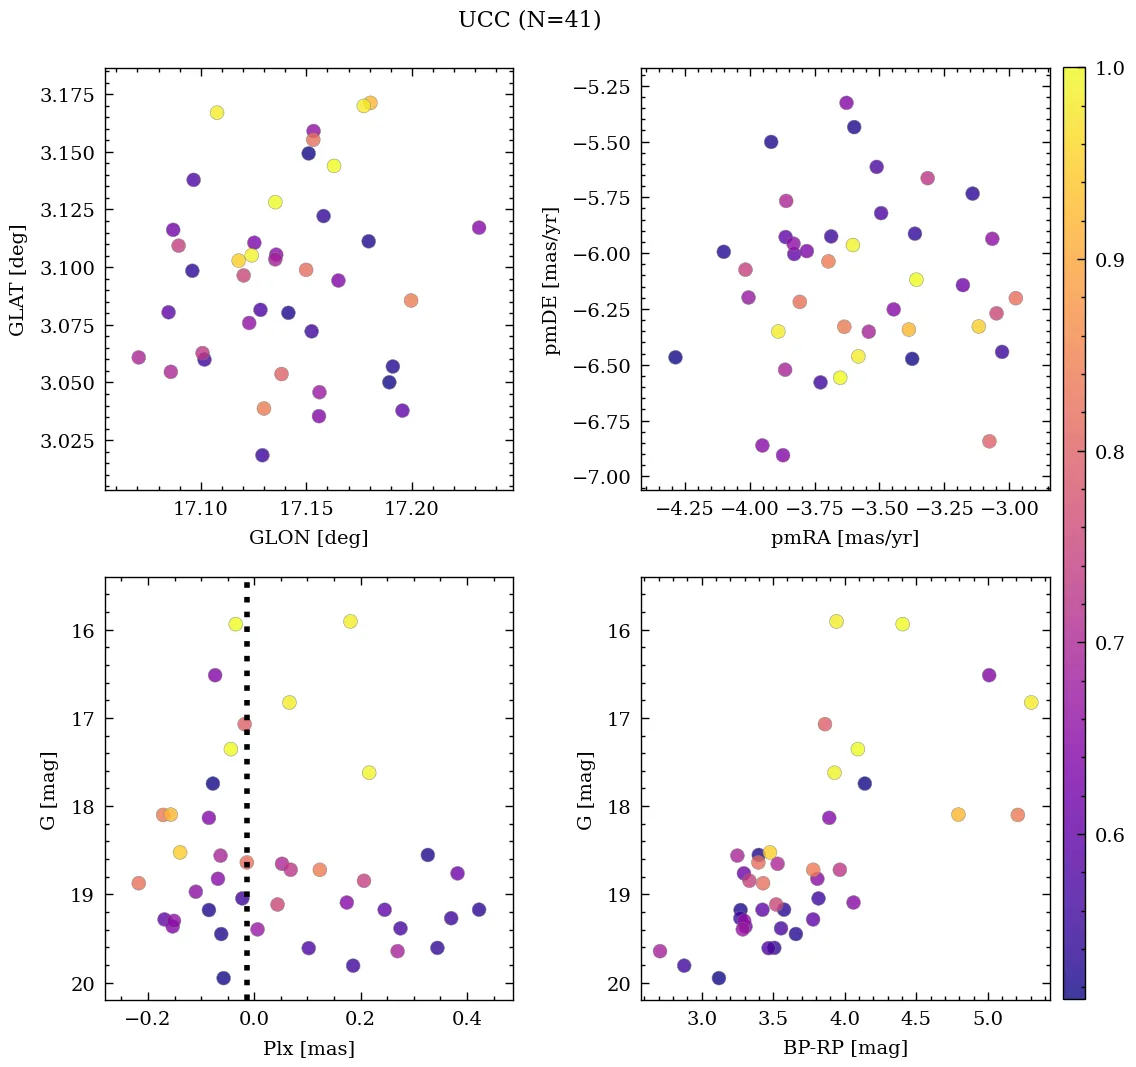 UCC (N=41)
3.175
3.150
3.125
3.100
3.075
3.050
3.025
GLAT [deg]
17.10 17.15 17.20
GLON [deg]
−5.25
−5.50
−5.75
−6.00
−6.25
−6.50
−6.75
−7.00
pmDE [mas/yr]
−4.25 −4.00 −3.75 −3.50 −3.25 −3.00
pmRA [mas/yr]
16
17
18
19
20
G [mag]
−0.2 0.0 0.2 0.4
Plx [mas]
16
17
18
19
20
G [mag]
3.0 3.5 4.0 4.5 5.0
BP-RP [mag]
1.0
0.9
0.8
0.7
0.6